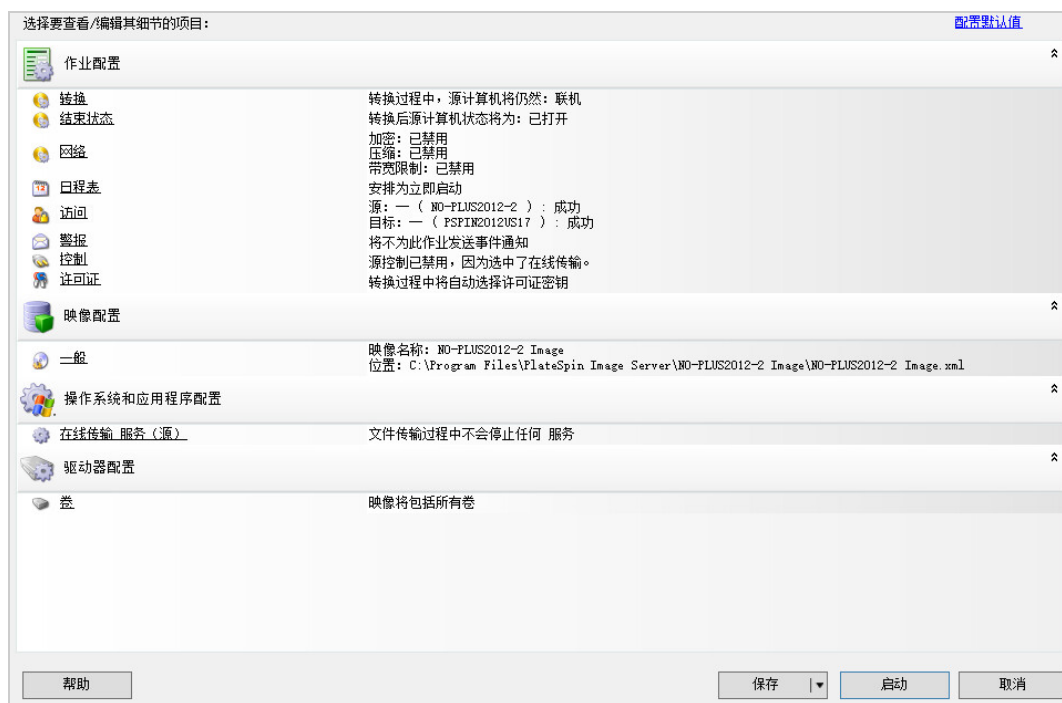 选择要查看/编辑其细节的项目：
配置默认值
作业配置
转换 转换过程中，源计算机将仍然：联机
结束状态 转换后源计算机状态将为：已打开
网络 加密：已禁用
压缩：已禁用
带宽限制：已禁用
日程表 安排为立即启动
访问 源：— ( NO-PLUS2012-2 ) : 成功
目标：— ( PSPIN2012US17 ) : 成功
警报 将不为此作业发送事件通知
控制 源控制已禁用，因为选中了在线传输。
许可证 转换过程中将自动选择许可证密钥
映像配置
一般 映像名称：NO-PLUS2012-2 Image
位置：C:\Program Files\PlateSpin Image Server\NO-PLUS2012-2 Image\NO-PLUS2012-2 Image.xml
操作系统和应用程序配置
在线传输 服务（源） 文件传输过程中不会停止任何 服务
驱动器配置
卷 映像将包括所有卷
帮助 保存 启动 取消